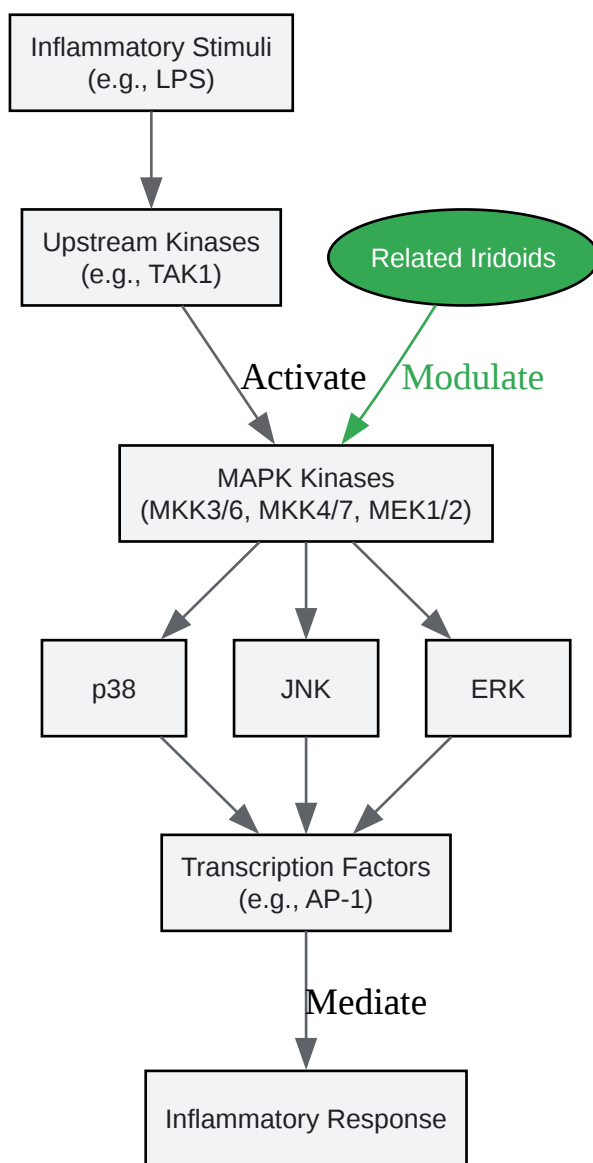 Inflammatory Stimuli
(e.g., LPS)
Upstream Kinases
(e.g., TAK1)
Related Iridoids
Activate
Modulate
MAPK Kinases
(MKK3/6, MKK4/7, MEK1/2)
p38
JNK
ERK
Transcription Factors
(e.g., AP-1)
Mediate
Inflammatory Response